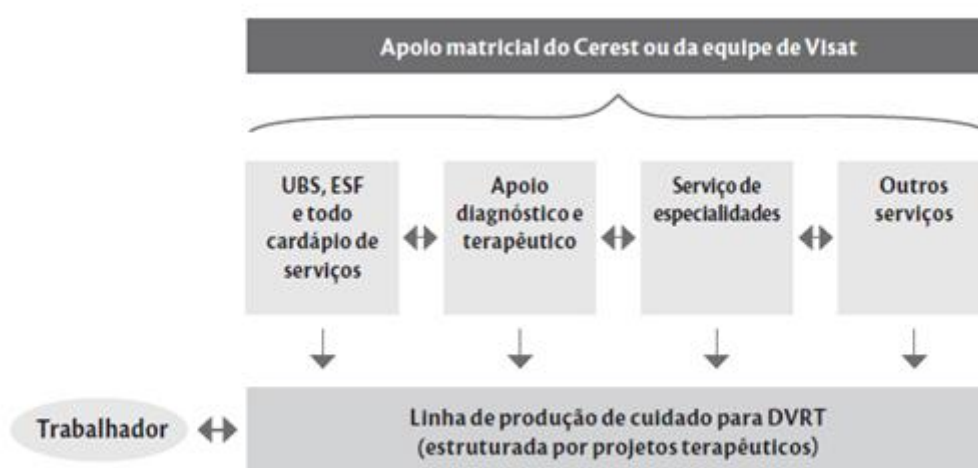 Apoio matricial do Cerest ou da equipe de Visat
UBS, ESF
e todo
cardápio de
serviços
Apoio
diagnóstico e
terapêutico
Serviço de
especialidades
Outros
serviços
Trabalhador
Linha de produção de cuidado para DVRT
(estruturada por projetos terapêuticos)